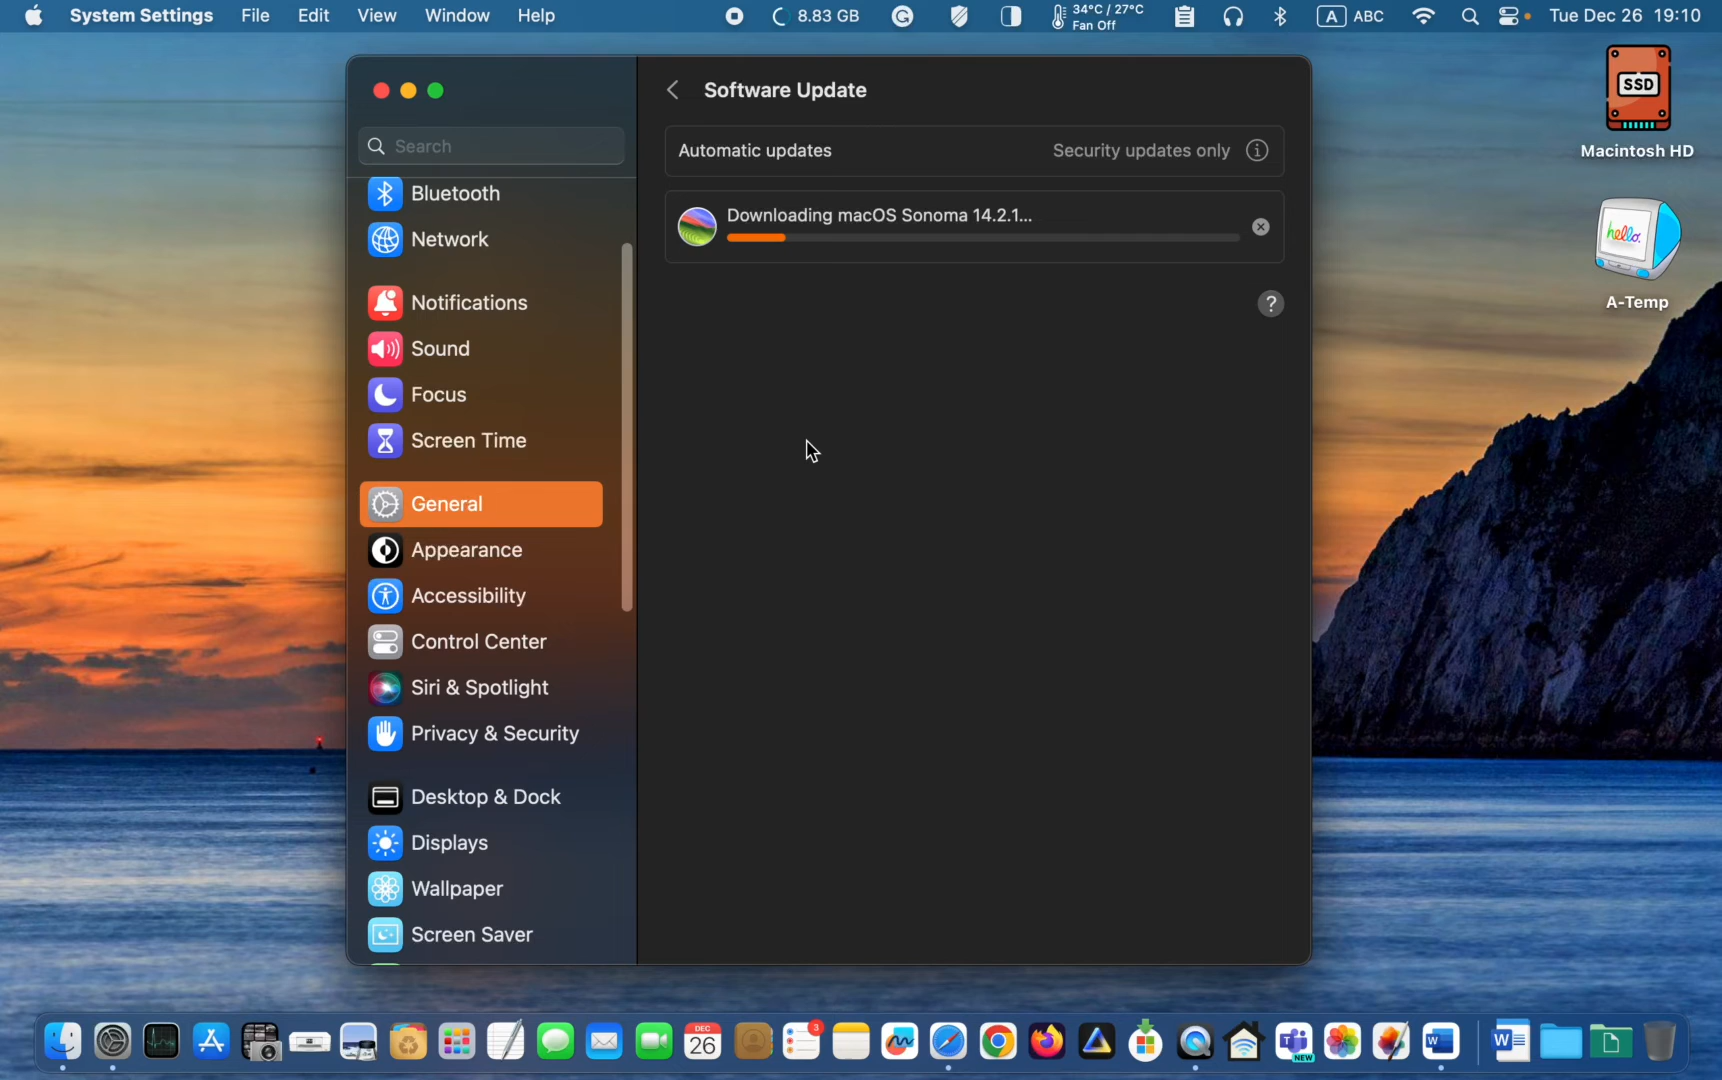 System Settings File Edit View Window Help 8.83 GB 34°C / 27°C Fan Off A ABC Tue Dec 26 19:10
SSD
Macintosh HD
hello.
A-Temp
Search
Bluetooth
Network
Notifications
Sound
Focus
Screen Time
General
Appearance
Accessibility
Control Center
Siri & Spotlight
Privacy & Security
Desktop & Dock
Displays
Wallpaper
Screen Saver
Software Update
Automatic updates Security updates only
Downloading macOS Sonoma 14.2.1...
?
DEC
26
3
NEW
W
W